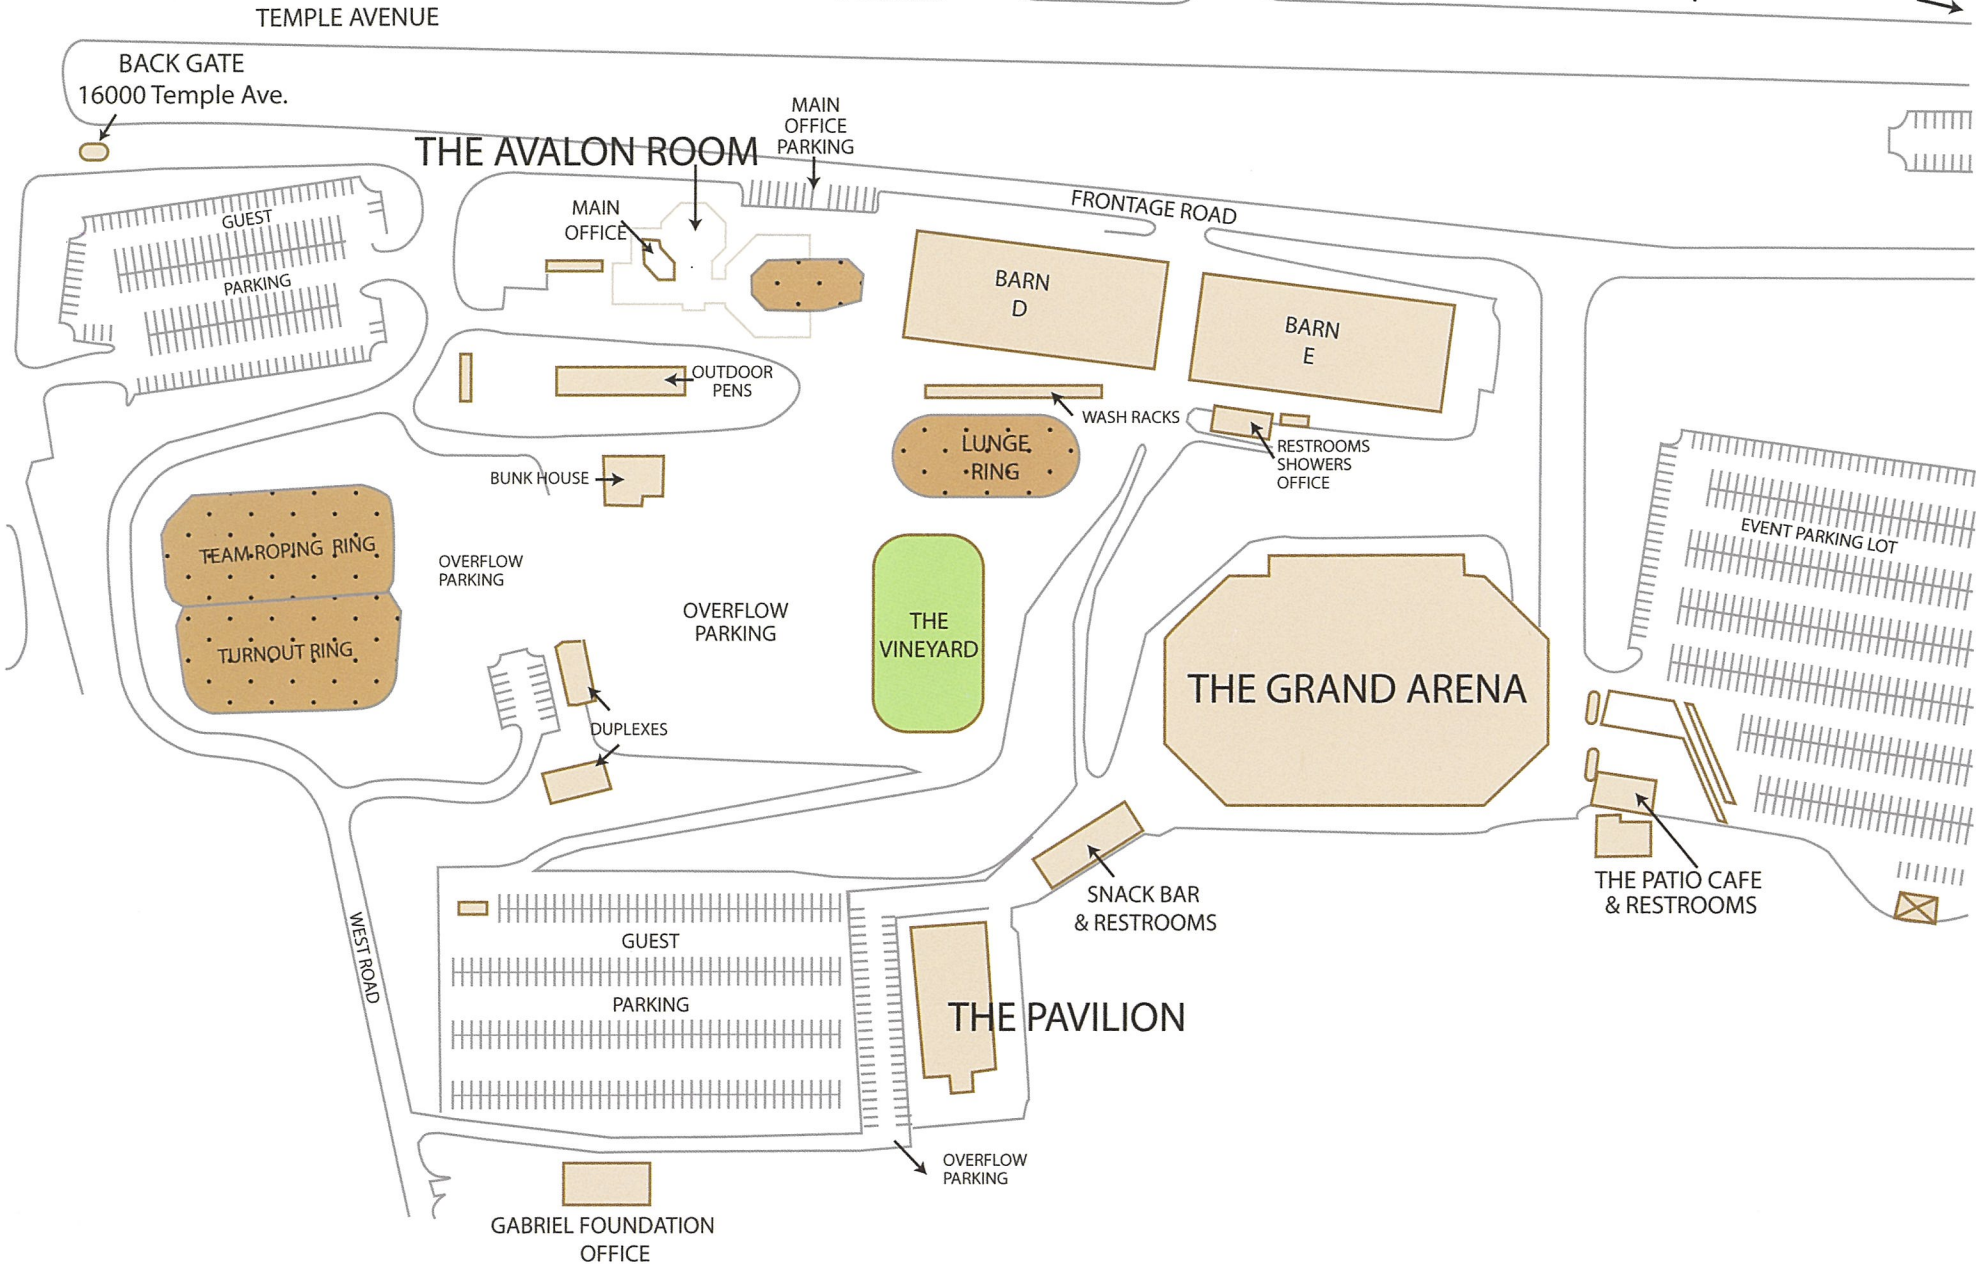 TEMPLE AVENUE
BACK GATE
16000 Temple Ave.
THE AVALON ROOM
MAIN
OFFICE
PARKING
MAIN
OFFICE
FRONTAGE ROAD
GUEST
PARKING
BARN
D
BARN
E
OUTDOOR
PENS
WASH RACKS
LUNGE
RING
RESTROOMS
SHOWERS
OFFICE
BUNK HOUSE
TEAM ROPING RING
TURNOUT RING
OVERFLOW
PARKING
OVERFLOW
PARKING
THE
VINEYARD
THE GRAND ARENA
EVENT PARKING LOT
DUPLEXES
SNACK BAR
& RESTROOMS
THE PATIO CAFE
& RESTROOMS
WEST ROAD
GUEST
PARKING
THE PAVILION
OVERFLOW
PARKING
GABRIEL FOUNDATION
OFFICE